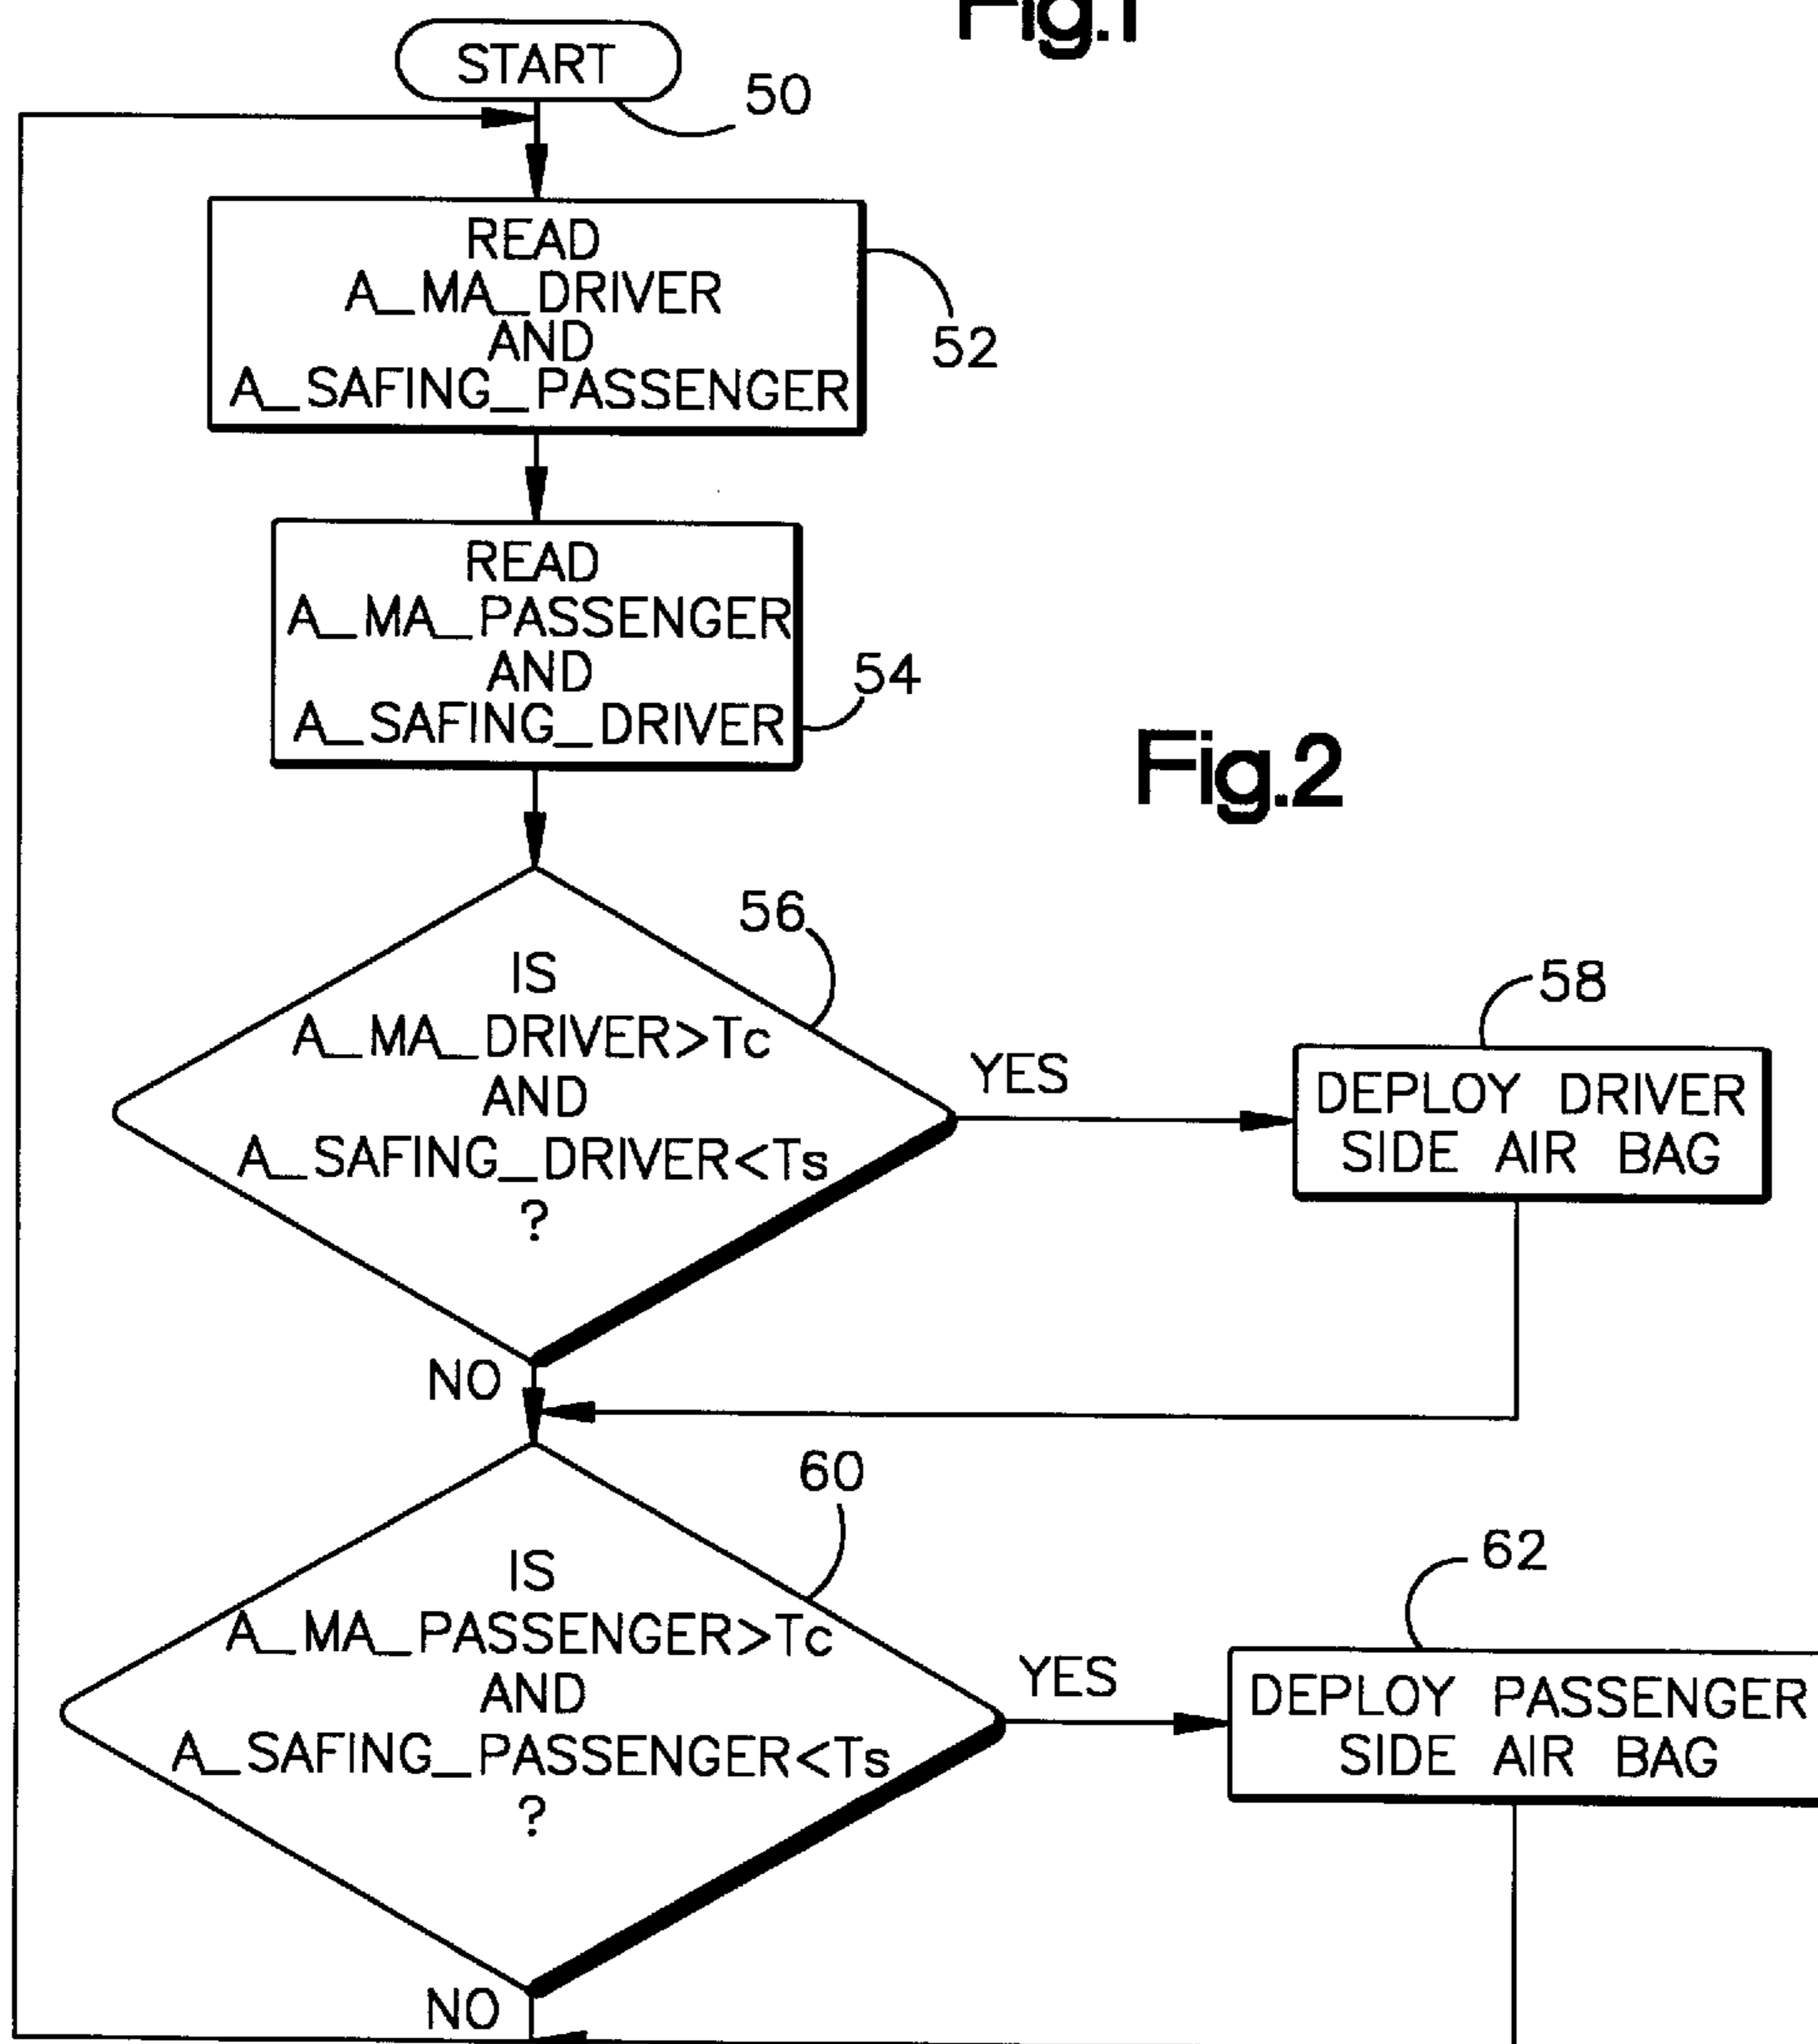 Fig.1
START
50
READ
A_MA_DRIVER
AND
A_SAFING_PASSENGER
52
READ
A_MA_PASSENGER
AND
A_SAFING_DRIVER
54
Fig.2
56
IS
A_MA_DRIVER>Tc
AND
A_SAFING_DRIVER<Ts
?
YES
58
DEPLOY DRIVER
SIDE AIR BAG
NO
60
IS
A_MA_PASSENGER>Tc
AND
A_SAFING_PASSENGER<Ts
?
YES
62
DEPLOY PASSENGER
SIDE AIR BAG
NO